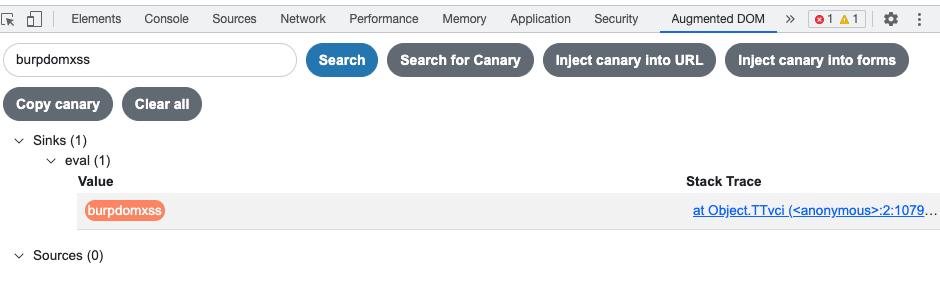 Elements Console Sources Network Performance Memory Application Security Augmented DOM » 1 1
burpdomxss Search Search for Canary Inject canary into URL Inject canary into forms
Copy canary Clear all
Sinks (1)
eval (1)
Value Stack Trace
burpdomxss at Object.TTvci (<anonymous>:2:1079…
Sources (0)